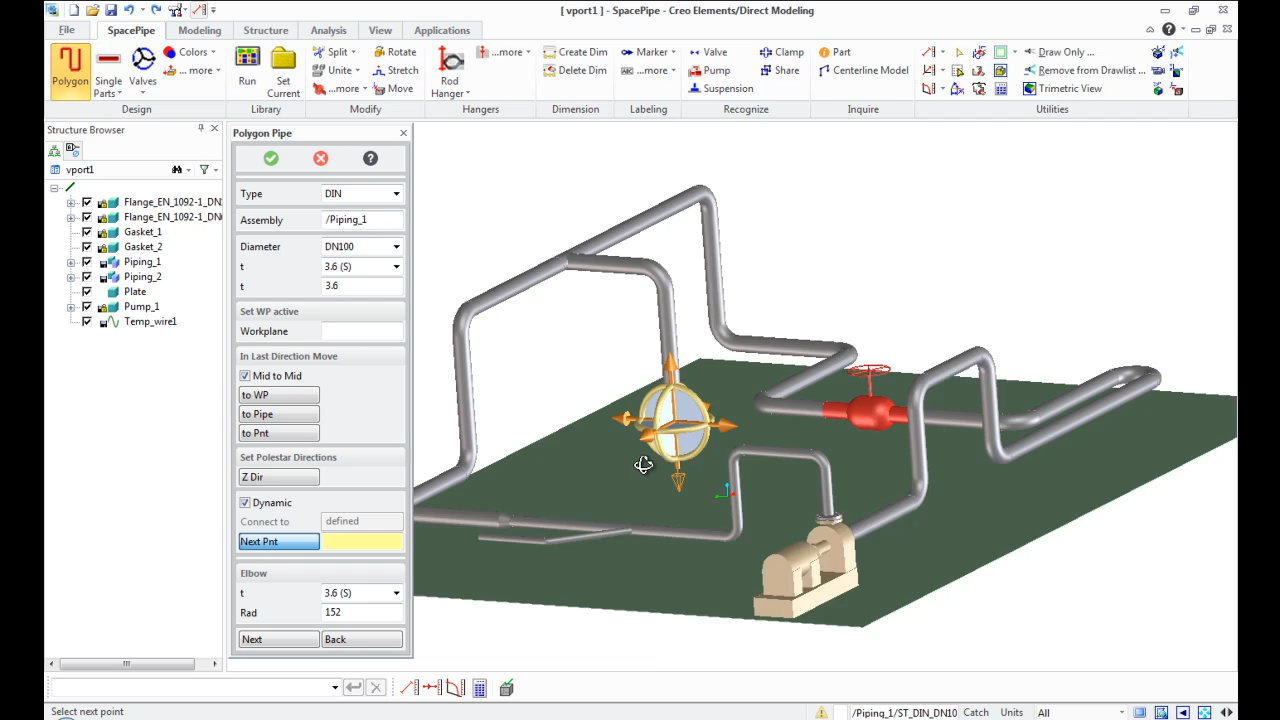 [ vport1 ] - SpacePipe - Creo Elements/Direct Modeling
File SpacePipe Modeling Structure Analysis View Applications
Polygon
Single Parts
Valves
Colors
... more
Design
Run
Set Current
Library
Split
Unite
...more
Rotate
Stretch
Move
Modify
Rod Hanger
...more
Hangers
Create Dim
Delete Dim
Dimension
Marker
...more
Labeling
Valve
Pump
Suspension
Clamp
Share
Recognize
Part
Centerline Model
Inquire
Draw Only ...
Remove from Drawlist ...
Trimetric View
Utilities
Structure Browser
vport1
Flange_EN_1092-1_DN
Flange_EN_1092-1_DN
Gasket_1
Gasket_2
Piping_1
Piping_2
Plate
Pump_1
Temp_wire1
Polygon Pipe
Type DIN
Assembly /Piping_1
Diameter DN100
t 3.6 (S)
t 3.6
Set WP active
Workplane
In Last Direction Move
Mid to Mid
to WP
to Pipe
to Pnt
Set Polestar Directions
Z Dir
Dynamic
Connect to defined
Next Pnt
Elbow
t 3.6 (S)
Rad 152
Next Back
Select next point
/Piping_1/ST_DIN_DN10 Catch Units All